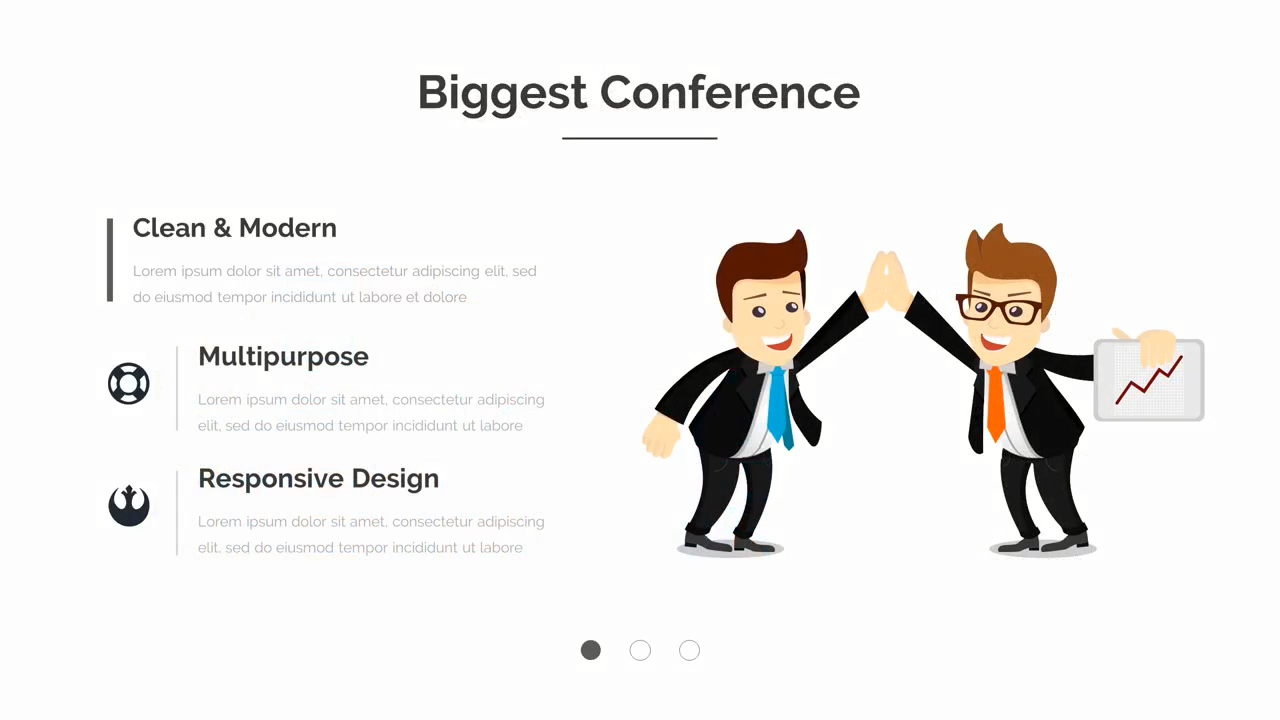 Biggest Conference
Clean & Modern
Lorem ipsum dolor sit amet, consectetur adipiscing elit, sed
do eiusmod tempor incididunt ut labore et dolore
Multipurpose
Lorem ipsum dolor sit amet, consectetur adipiscing
elit, sed do eiusmod tempor incididunt ut labore
Responsive Design
Lorem ipsum dolor sit amet, consectetur adipiscing
elit, sed do eiusmod tempor incididunt ut labore